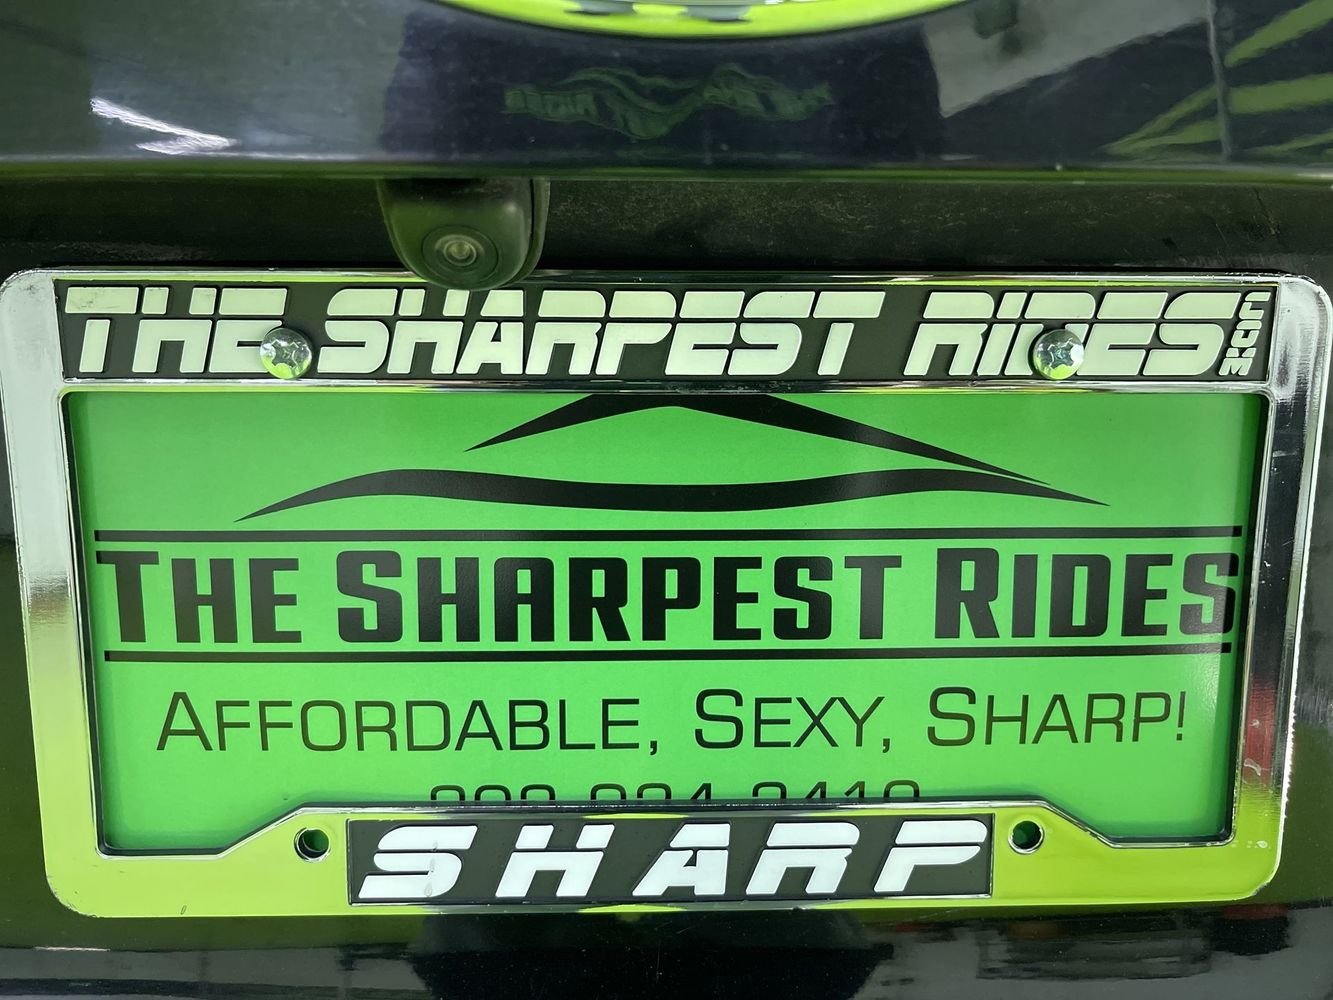 THE SHARPEST RIDES.COM
THE SHARPEST RIDES
AFFORDABLE, SEXY, SHARP!
SHARP